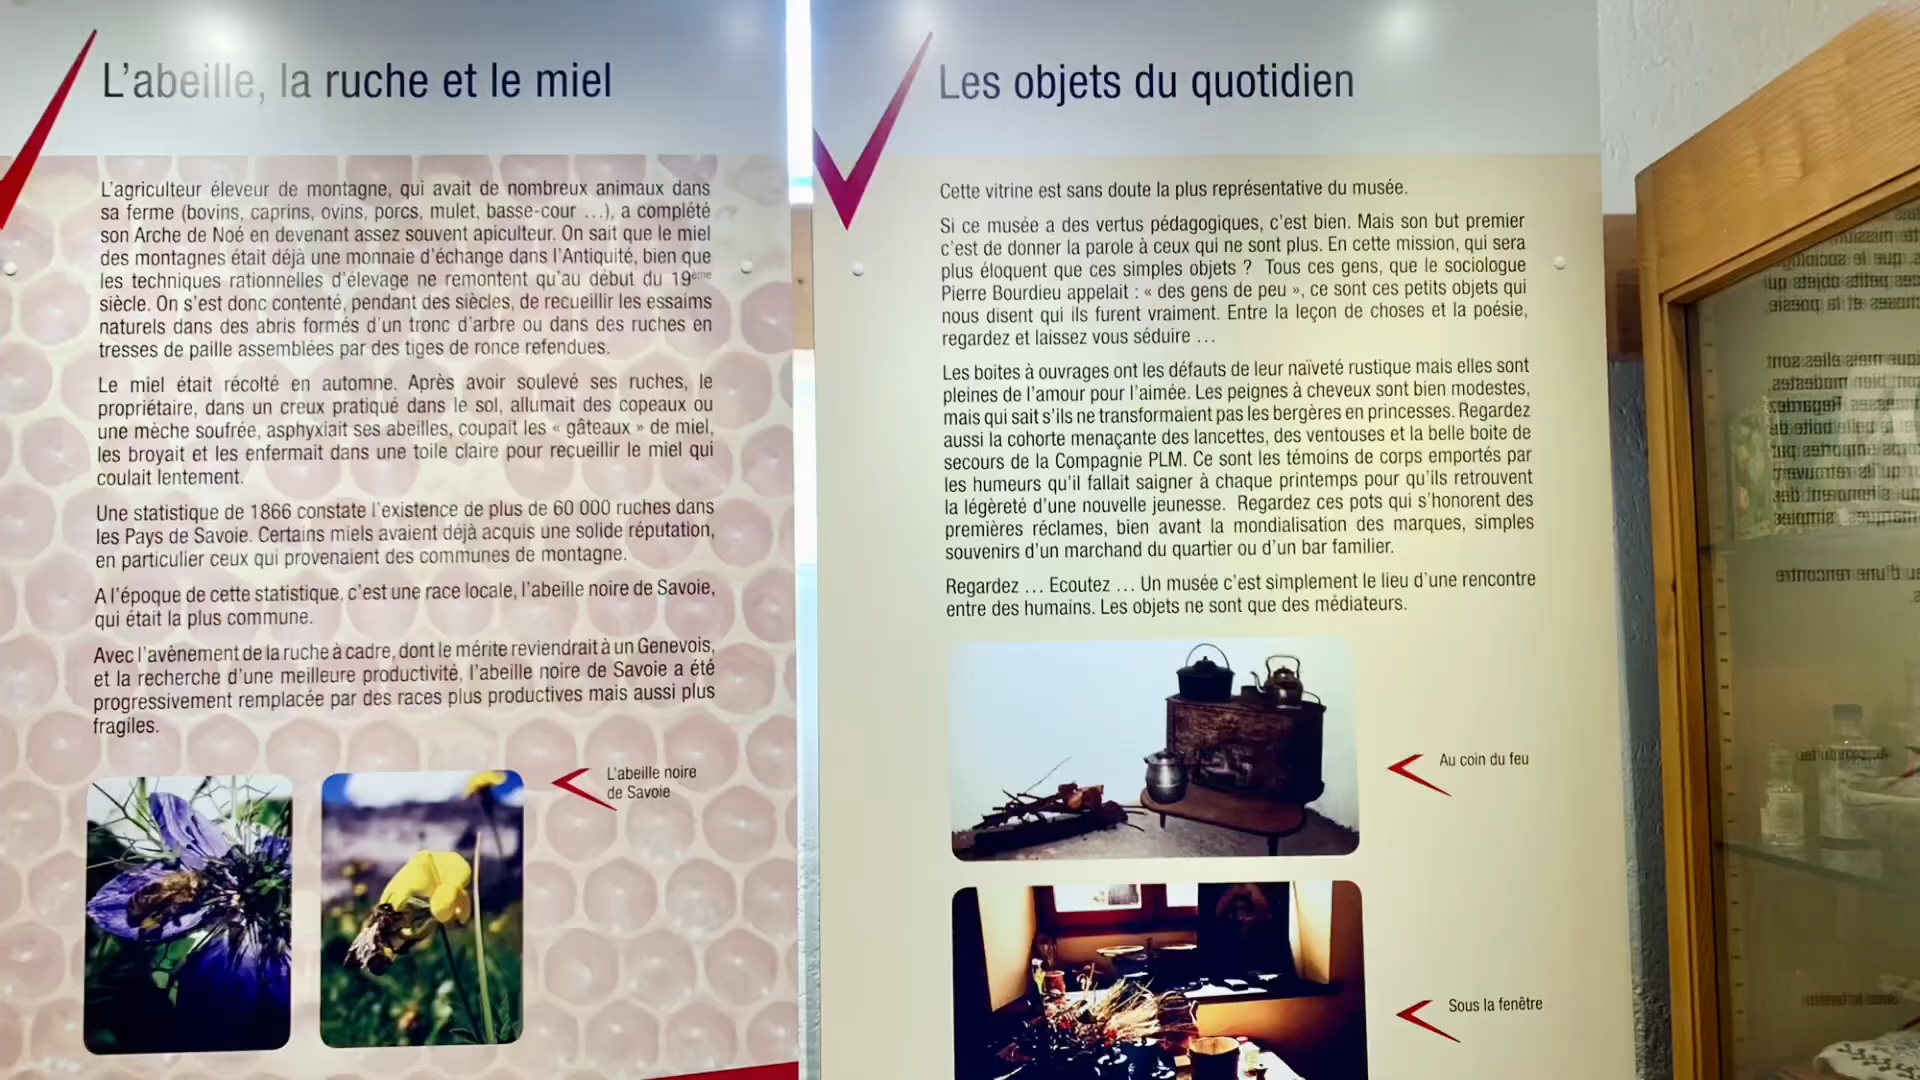 L'abeille, la ruche et le miel
L'agriculteur éleveur de montagne, qui avait de nombreux animaux dans
sa ferme (bovins, caprins, ovins, porcs, mulet, basse-cour ...), a complété
son Arche de Noé en devenant assez souvent apiculteur. On sait que le miel
des montagnes était déjà une monnaie d'échange dans l'Antiquité, bien que
les techniques rationnelles d'élevage ne remontent qu'au début du 19ème
siècle. On s'est donc contenté, pendant des siècles, de recueillir les essaims
naturels dans des abris formés d'un tronc d'arbre ou dans des ruches en
tresses de paille assemblées par des tiges de ronce refendues.
Le miel était récolté en automne. Après avoir soulevé ses ruches, le
propriétaire, dans un creux pratiqué dans le sol, allumait des copeaux ou
une mèche soufrée, asphyxiait ses abeilles, coupait les « gâteaux » de miel,
les broyait et les enfermait dans une toile claire pour recueillir le miel qui
coulait lentement.
Une statistique de 1866 constate l'existence de plus de 60 000 ruches dans
les Pays de Savoie. Certains miels avaient déjà acquis une solide réputation,
en particulier ceux qui provenaient des communes de montagne.
A l'époque de cette statistique, c'est une race locale, l'abeille noire de Savoie,
qui était la plus commune.
Avec l'avènement de la ruche à cadre, dont le mérite reviendrait à un Genevois,
et la recherche d'une meilleure productivité, l'abeille noire de Savoie a été
progressivement remplacée par des races plus productives mais aussi plus
fragiles.
L'abeille noire
de Savoie
Les objets du quotidien
Cette vitrine est sans doute la plus représentative du musée.
Si ce musée a des vertus pédagogiques, c'est bien. Mais son but premier
c'est de donner la parole à ceux qui ne sont plus. En cette mission, qui sera
plus éloquent que ces simples objets ? Tous ces gens, que le sociologue
Pierre Bourdieu appelait : « des gens de peu », ce sont ces petits objets qui
nous disent qui ils furent vraiment. Entre la leçon de choses et la poésie,
regardez et laissez vous séduire ...
Les boites à ouvrages ont les défauts de leur naïveté rustique mais elles sont
pleines de l'amour pour l'aimée. Les peignes à cheveux sont bien modestes,
mais qui sait s'ils ne transformaient pas les bergères en princesses. Regardez
aussi la cohorte menaçante des lancettes, des ventouses et la belle boite de
secours de la Compagnie PLM. Ce sont les témoins de corps emportés par
les humeurs qu'il fallait saigner à chaque printemps pour qu'ils retrouvent
la légèreté d'une nouvelle jeunesse. Regardez ces pots qui s'honorent des
premières réclames, bien avant la mondialisation des marques, simples
souvenirs d'un marchand du quartier ou d'un bar familier.
Regardez ... Ecoutez ... Un musée c'est simplement le lieu d'une rencontre
entre des humains. Les objets ne sont que des médiateurs.
Au coin du feu
Sous la fenêtre